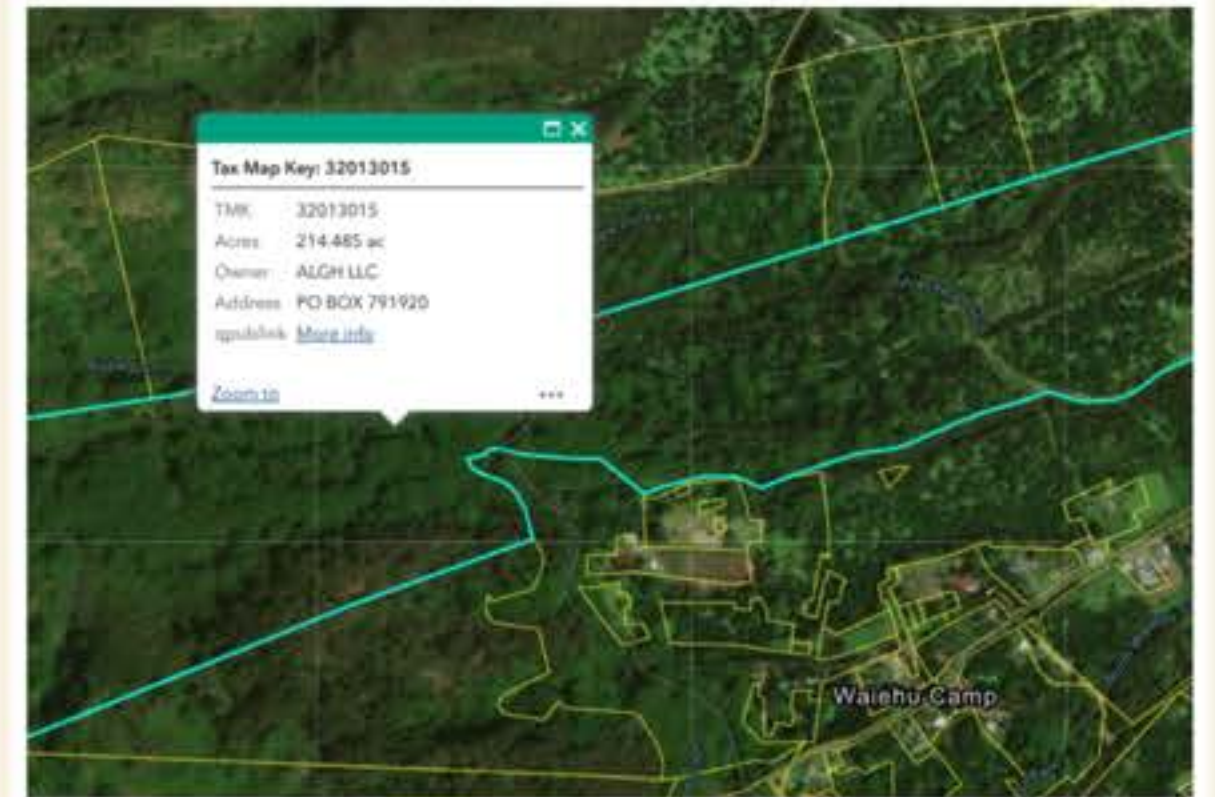 Tax Map Key: 32013015
TMK 32013015
Acres 214.485 ac
Owner ALGH LLC
Address PO BOX 791920
qpublink More info
Zoom to
Waiehu Camp